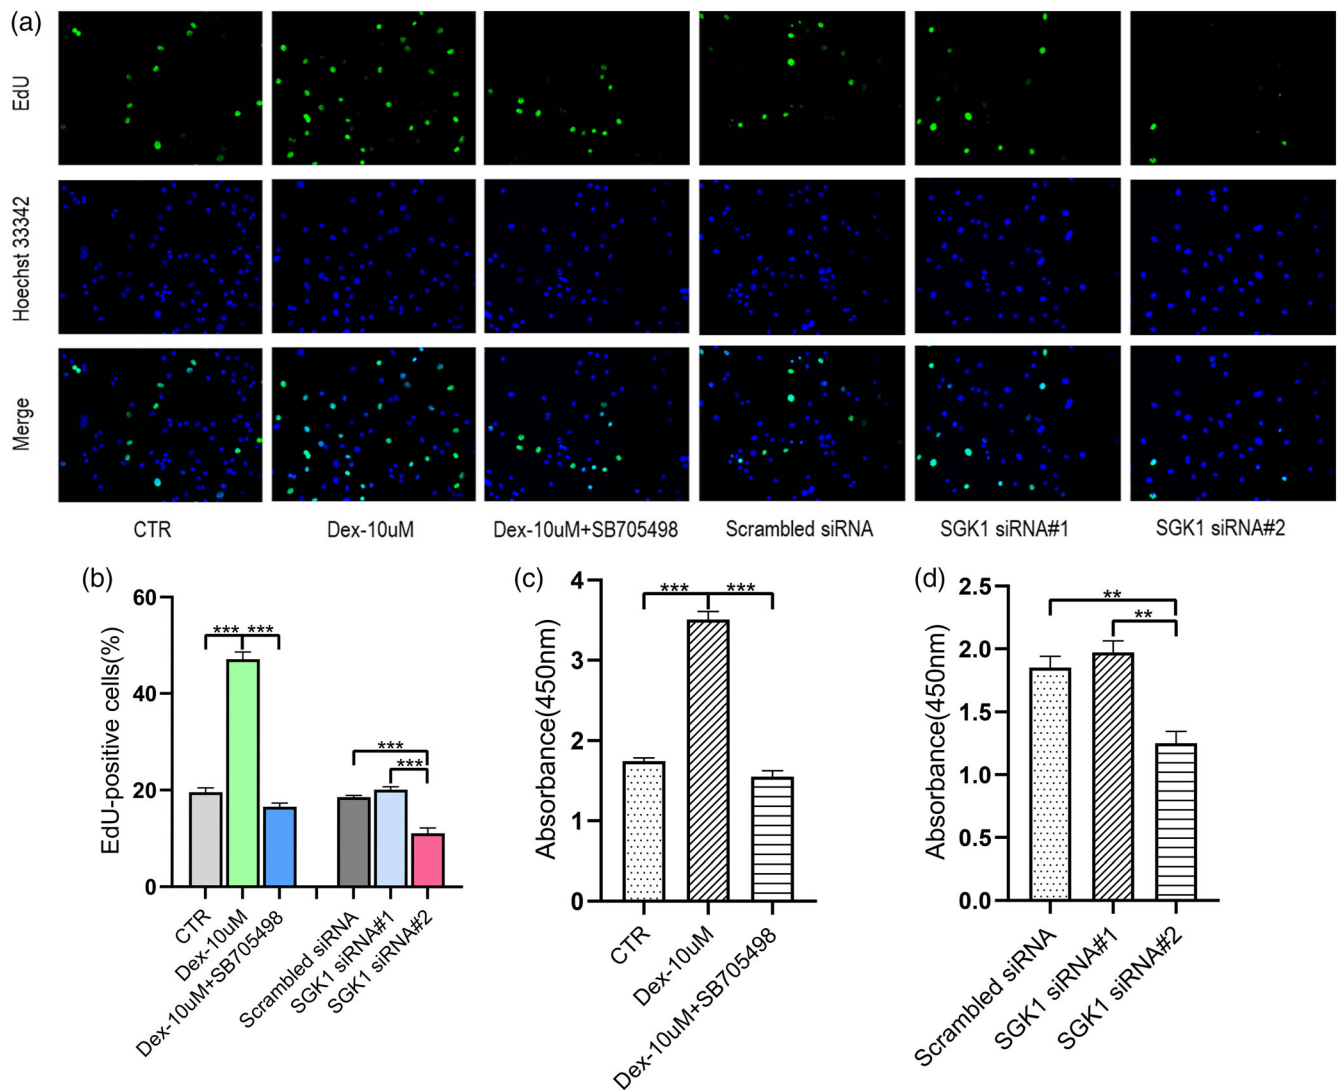 (a)
EdU
Hoechst 33342
Merge
CTR
Dex-10uM
Dex-10uM+SB705498
Scrambled siRNA
SGK1 siRNA#1
SGK1 siRNA#2
(b)
EdU-positive cells(%)
60
40
20
0
*** ***
***
***
CTR
Dex-10uM
Dex-10uM+SB705498
Scrambled siRNA
SGK1 siRNA#1
SGK1 siRNA#2
(c)
Absorbance(450nm)
4
3
2
1
0
*** ***
CTR
Dex-10uM
Dex-10uM+SB705498
(d)
Absorbance(450nm)
2.5
2.0
1.5
1.0
0.5
0.0
**
**
Scrambled siRNA
SGK1 siRNA#1
SGK1 siRNA#2